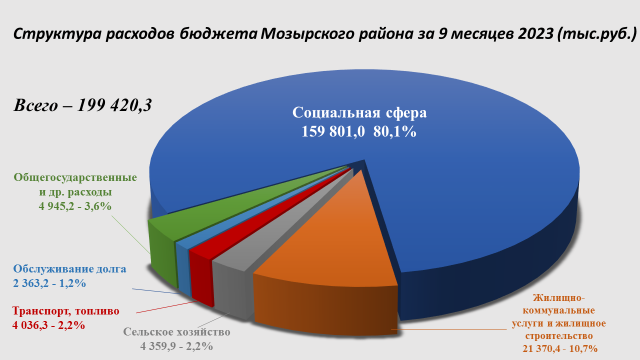 Структура расходов бюджета Мозырского района за 9 месяцев 2023 (тыс.руб.)
Всего – 199 420,3
Социальная сфера
159 801,0 80,1%
Общегосударственные
и др. расходы
4 945,2 - 3,6%
Обслуживание долга
2 363,2 - 1,2%
Транспорт, топливо
4 036,3 - 2,2%
Сельское хозяйство
4 359,9 - 2,2%
Жилищно-
коммунальные
услуги и жилищное
строительство
21 370,4 - 10,7%